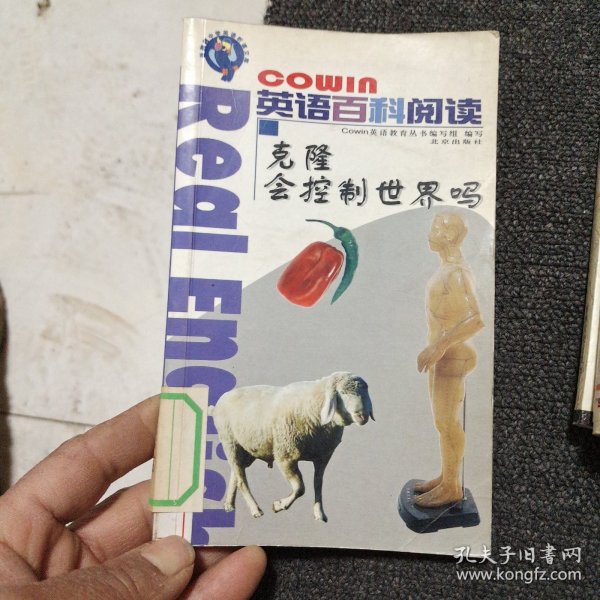 COWIN
英语百科阅读
Cowin英语教育丛书编写组 编写
北京出版社
克隆
会控制世界吗
Real English
孔夫子旧书网
www.kongfz.com